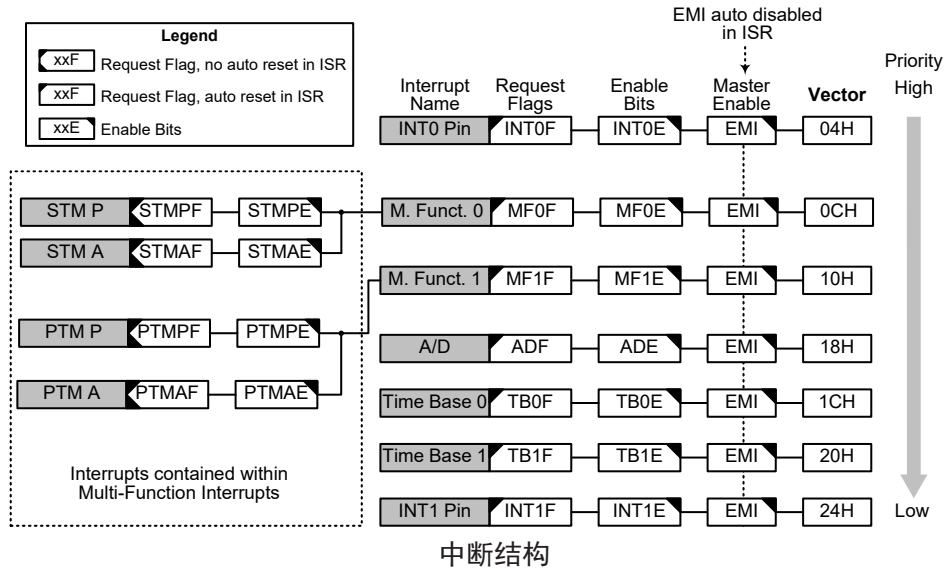 EMI auto disabled
in ISR
Legend
xxF Request Flag, no auto reset in ISR
xxF Request Flag, auto reset in ISR
xxE Enable Bits
Priority
High
Interrupt Name Request Flags Enable Bits Master Enable Vector
INT0 Pin INT0F INT0E EMI 04H
STM P STMPF STMPE M. Funct. 0 MF0F MF0E EMI 0CH
STM A STMAF STMAE
M. Funct. 1 MF1F MF1E EMI 10H
PTM P PTMPF PTMPE
A/D ADF ADE EMI 18H
PTM A PTMAF PTMAE
Time Base 0 TB0F TB0E EMI 1CH
Time Base 1 TB1F TB1E EMI 20H
Interrupts contained within
Multi-Function Interrupts
INT1 Pin INT1F INT1E EMI 24H
Low
中断结构